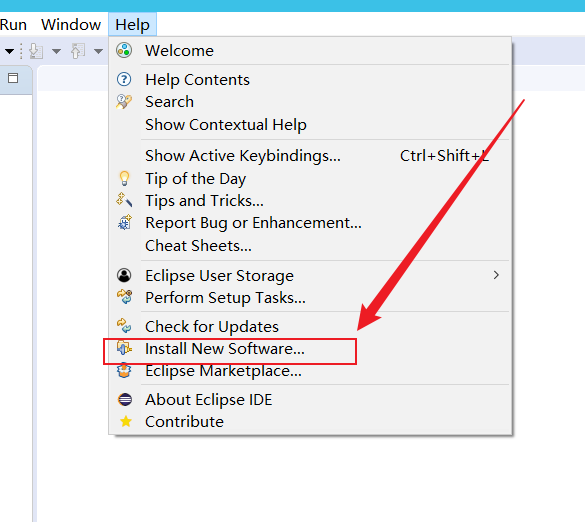 Run Window Help
Welcome
Help Contents
Search
Show Contextual Help
Show Active Keybindings... Ctrl+Shift+L
Tip of the Day
Tips and Tricks...
Report Bug or Enhancement...
Cheat Sheets...
Eclipse User Storage
Perform Setup Tasks...
Check for Updates
Install New Software...
Eclipse Marketplace...
About Eclipse IDE
Contribute